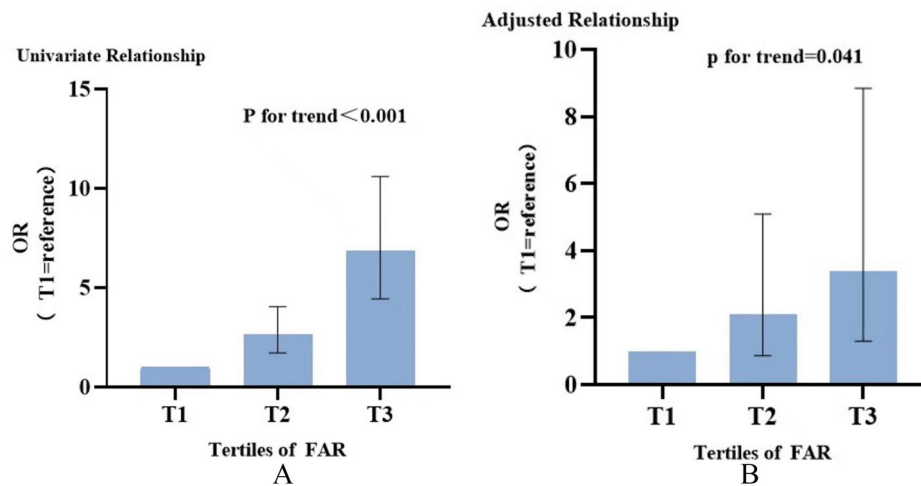 Univariate Relationship
P for trend<0.001
15
10
5
0
OR
( T1=reference)
T1 T2 T3
Tertiles of FAR
A
Adjusted Relationship
p for trend=0.041
10
8
6
4
2
0
OR
( T1=reference)
T1 T2 T3
Tertiles of FAR
B